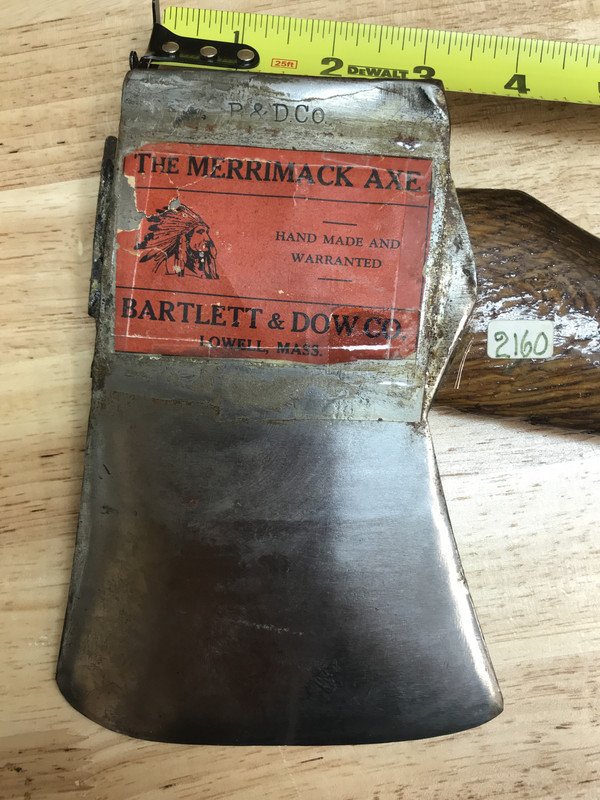 1
25ft
2 DEWALT 3
4
B & D Co.
THE MERRIMACK AXE
HAND MADE AND
WARRANTED
BARTLETT & DOW CO.
LOWELL, MASS.
2160